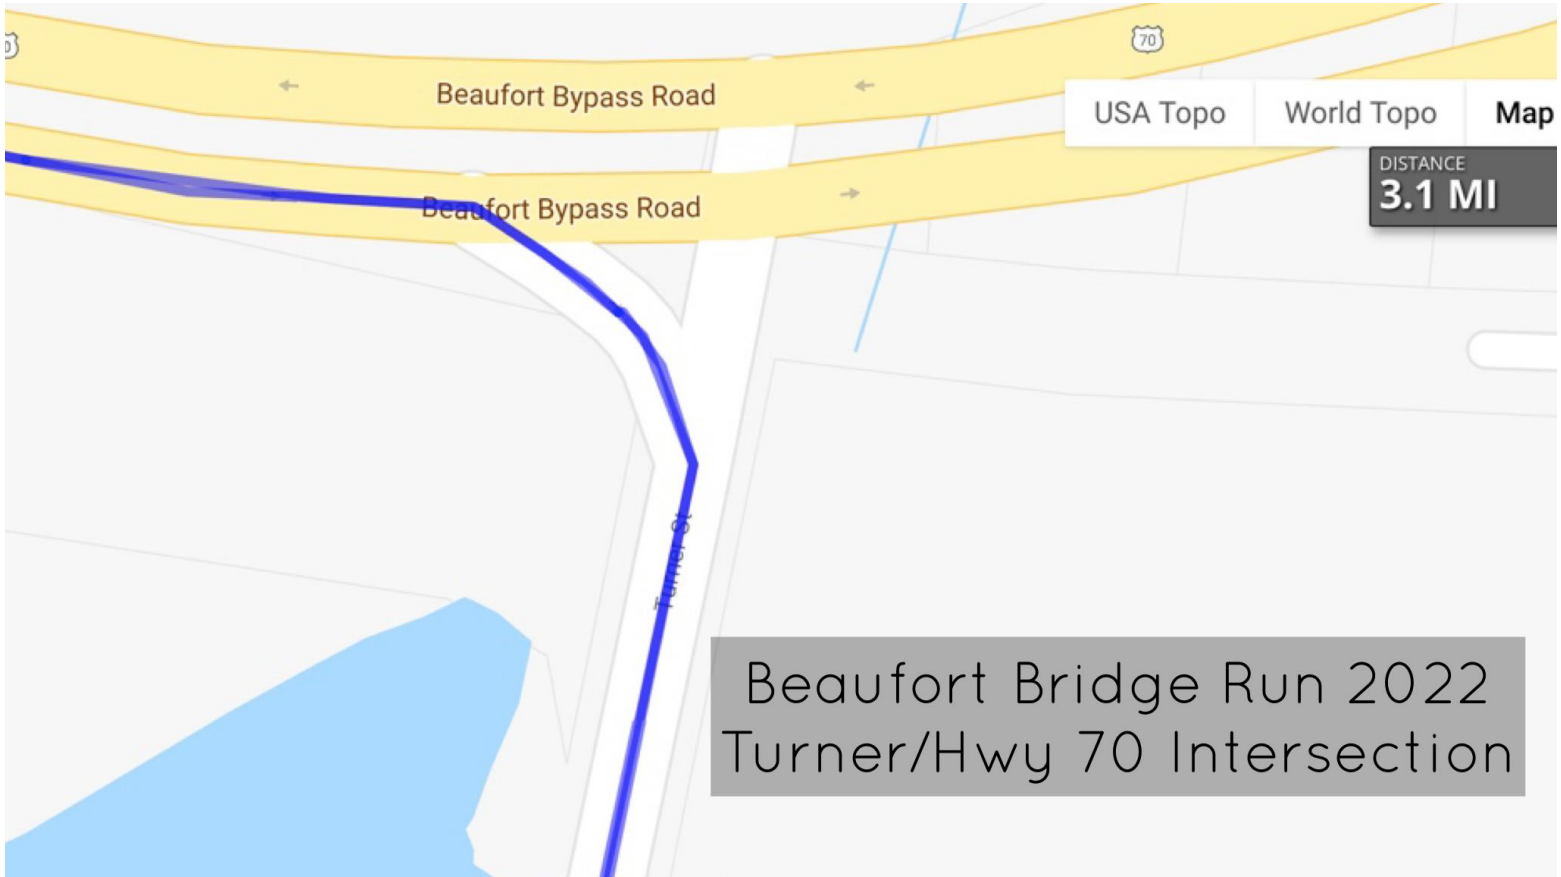 70
Beaufort Bypass Road
USA Topo
World Topo
Map
DISTANCE
3.1 MI
Beaufort Bypass Road
Turner St
Beaufort Bridge Run 2022
Turner/Hwy 70 Intersection